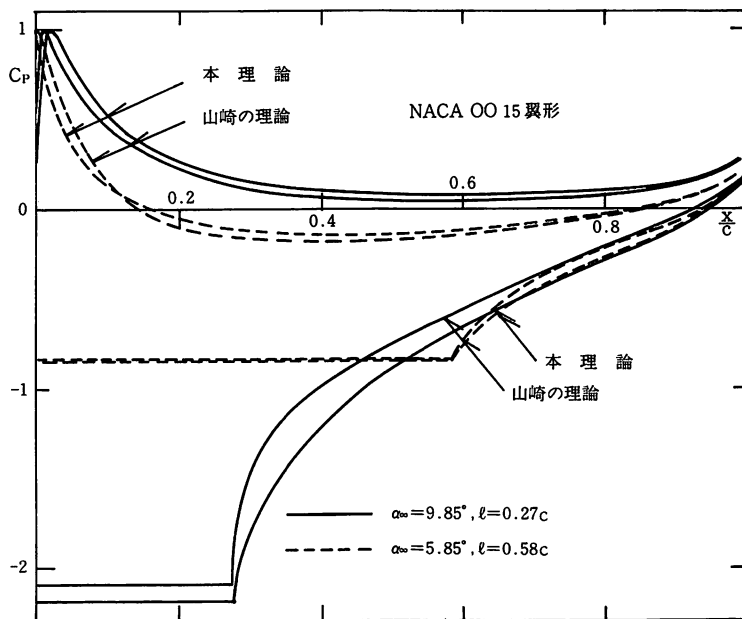 1
C_P
本 理 論
山崎の理論
NACA OO 15 翼形
0.2
0.6
0
0.4
0.8
x/c
本 理 論
山崎の理論
-1
α∞=9.85°, ℓ=0.27c
α∞=5.85°, ℓ=0.58c
-2